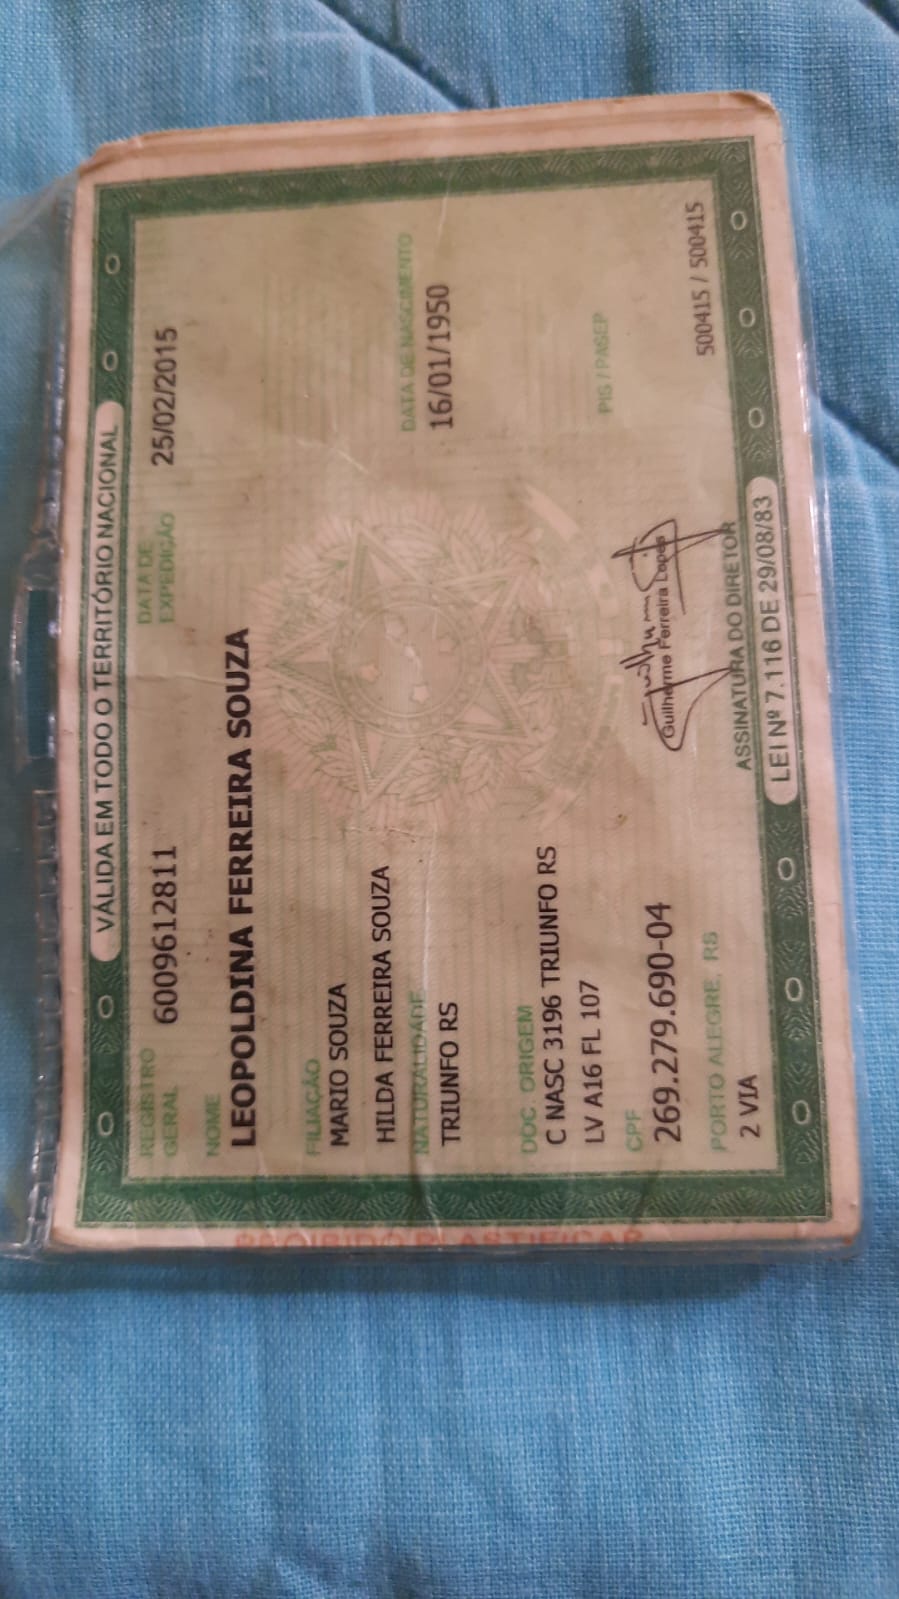 VÁLIDA EM TODO O TERRITÓRIO NACIONAL
REGISTRO GERAL 6009612811 DATA DE EXPEDIÇÃO 25/02/2015
NOME
LEOPOLDINA FERREIRA SOUZA
FILIAÇÃO
MARIO SOUZA
HILDA FERREIRA SOUZA
NATURALIDADE DATA DE NASCIMENTO
TRIUNFO RS 16/01/1950
DOC ORIGEM
C NASC 3196 TRIUNFO RS
LV A16 FL 107
CPF PIS / PASEP
269.279.690-04
Guilherme Ferreira Lopes
PORTO ALEGRE, RS 500415 / 500415
2 VIA ASSINATURA DO DIRETOR
LEI Nº 7.116 DE 29/08/83
PROIBIDO PLASTIFICAR